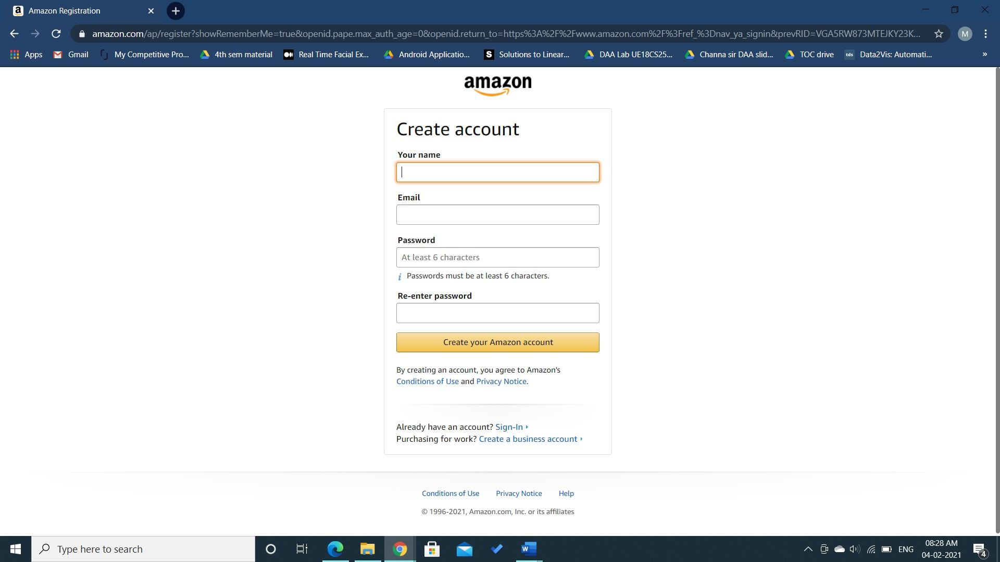 Amazon Registration
amazon.com/ap/register?showRememberMe=true&openid.pape.max_auth_age=0&openid.return_to=https%3A%2F%2Fwww.amazon.com%2F%3Fref_%3Dnav_ya_signin&prevRID=VGA5RW873MTEJKY23K... M
Apps Gmail My Competitive Pro... 4th sem material Real Time Facial Ex... Android Applicatio... S Solutions to Linear... DAA Lab UE18CS25... Channa sir DAA slid... TOC drive tds Data2Vis: Automati... »
amazon
Create account
Your name
Email
Password
At least 6 characters
i Passwords must be at least 6 characters.
Re-enter password
Create your Amazon account
By creating an account, you agree to Amazon's
Conditions of Use and Privacy Notice.
Already have an account? Sign-In
Purchasing for work? Create a business account
Conditions of Use Privacy Notice Help
© 1996-2021, Amazon.com, Inc. or its affiliates
Type here to search
ENG
08:28 AM
04-02-2021
4